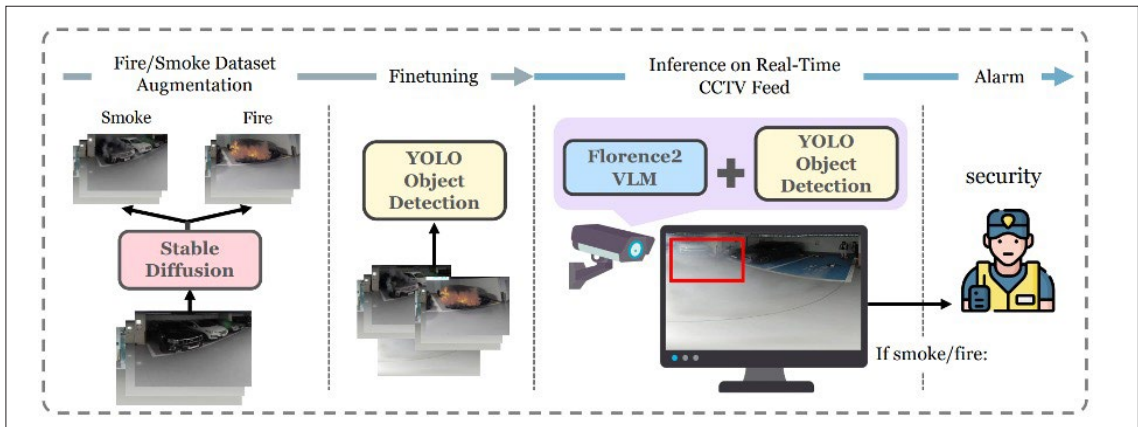 Fire/Smoke Dataset
Augmentation
Finetuning
Inference on Real-Time
CCTV Feed
Alarm
Smoke
Fire
Stable
Diffusion
YOLO
Object
Detection
Florence2
VLM
YOLO
Object
Detection
security
If smoke/fire: